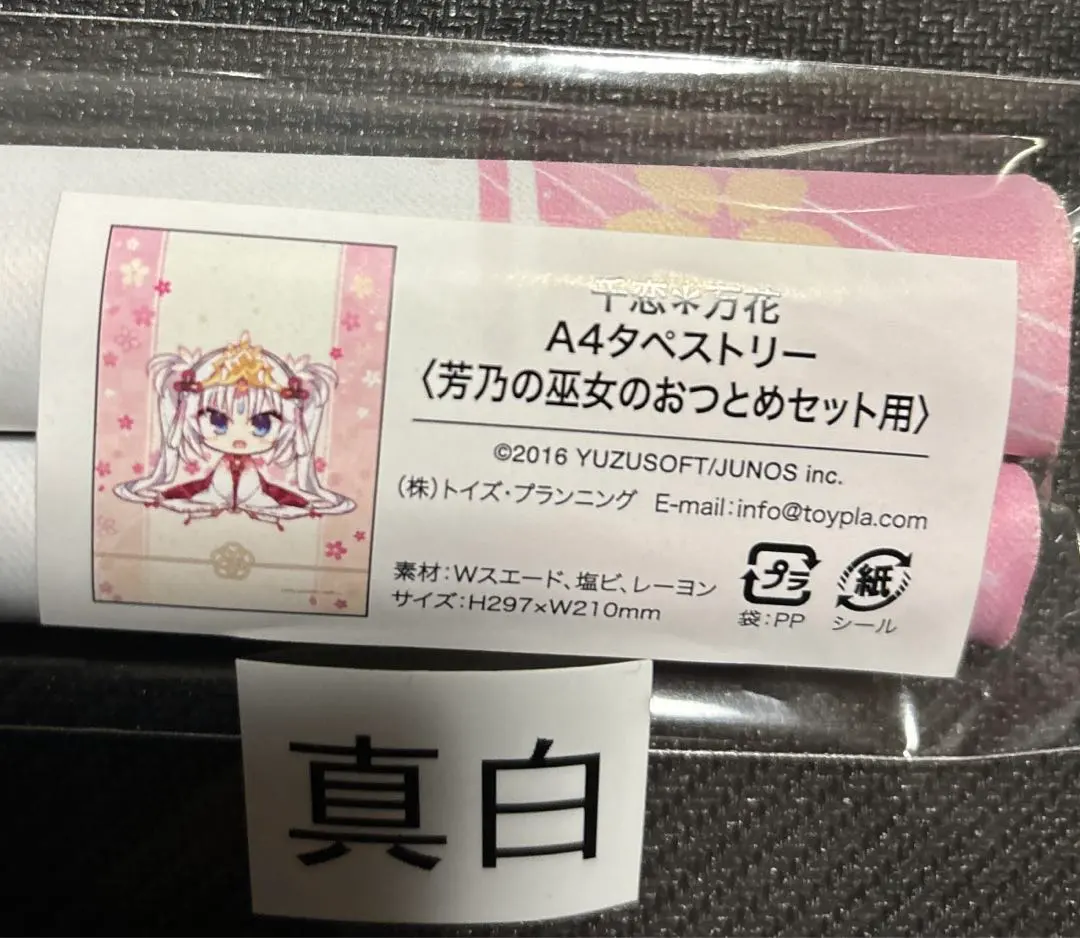 千恋＊万花
A4タペストリー
〈芳乃の巫女のおつとめセット用〉
©2016 YUZUSOFT/JUNOS inc.
(株)トイズ・プランニング E-mail:info@toypla.com
素材：Wスエード、塩ビ、レーヨン
サイズ：H297×W210mm
プラ
袋：PP
紙
シール
真白